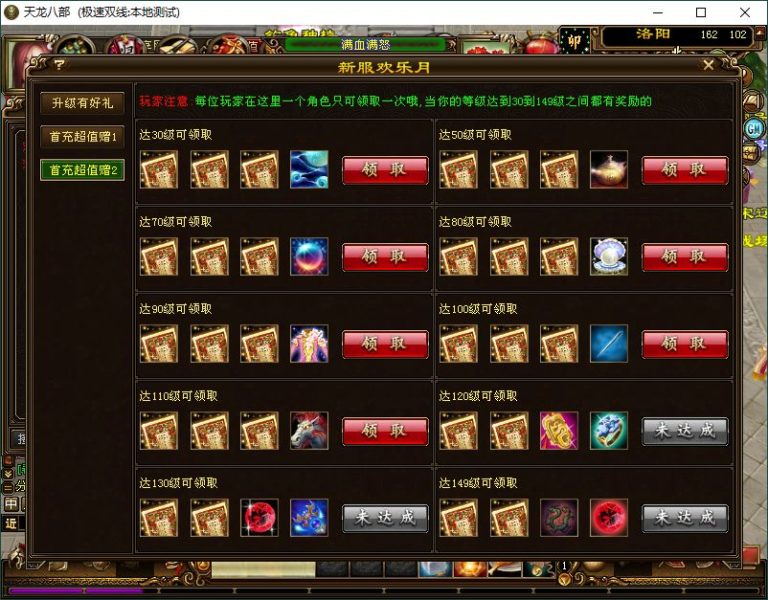 天龙八部 (极速双线:本地测试)
满血满怒
洛阳 162 102
卯
?
新服欢乐月
升级有好礼
首充超值赠1
首充超值赠2
玩家注意:每位玩家在这里一个角色只可领取一次哦,当你的等级达到30到149级之间都有奖励的
达30级可领取
领取
达50级可领取
领取
达70级可领取
领取
达80级可领取
领取
达90级可领取
领取
达100级可领取
领取
达110级可领取
领取
达120级可领取
未达成
达130级可领取
未达成
达149级可领取
未达成
GM
近
1